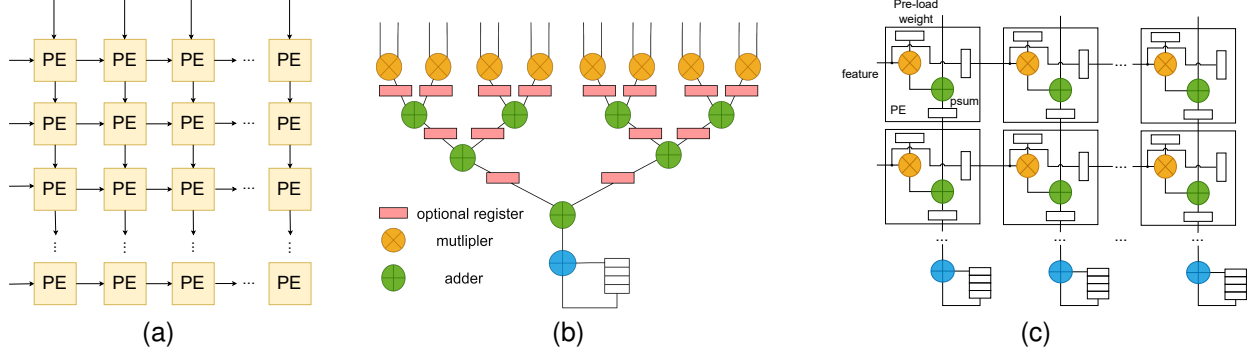 PE PE PE ... PE
PE PE PE ... PE
PE PE PE ... PE
⋮ ⋮ ⋮ ⋮
PE PE PE ... PE
(a)
optional register
mutlipler
adder
(b)
Pre-load
weight
feature
PE
psum
...
...
... ... ... ...
(c)